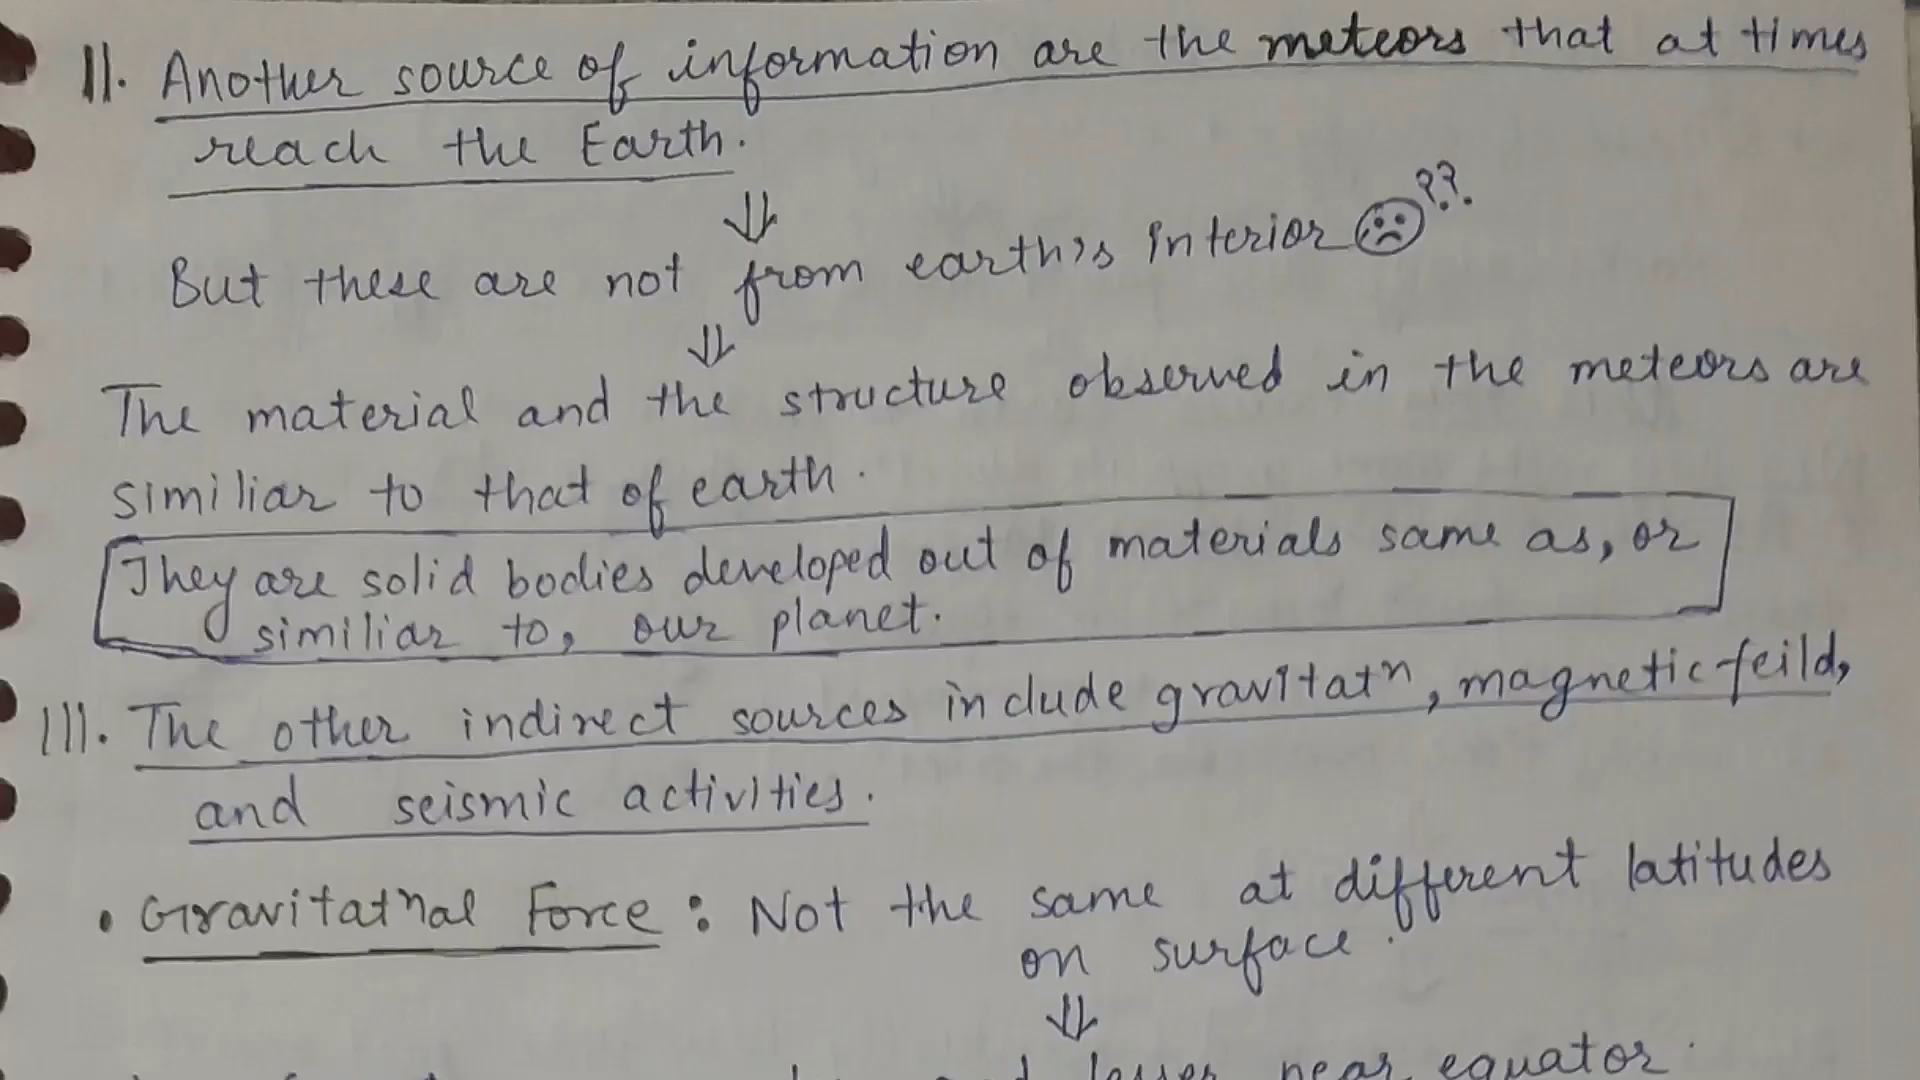 II. Another source of information are the meteors that at times
reach the Earth.
⇓
But these are not from earth's interior ☹??
⇓
The material and the structure observed in the meteors are
similiar to that of earth.
They are solid bodies developed out of materials same as, or
similiar to, our planet.
III. The other indirect sources include gravitatn, magnetic feild,
and seismic activities.
• Gravitatnal Force : Not the same at different latitudes
on surface.
⇓
lesser near equator.